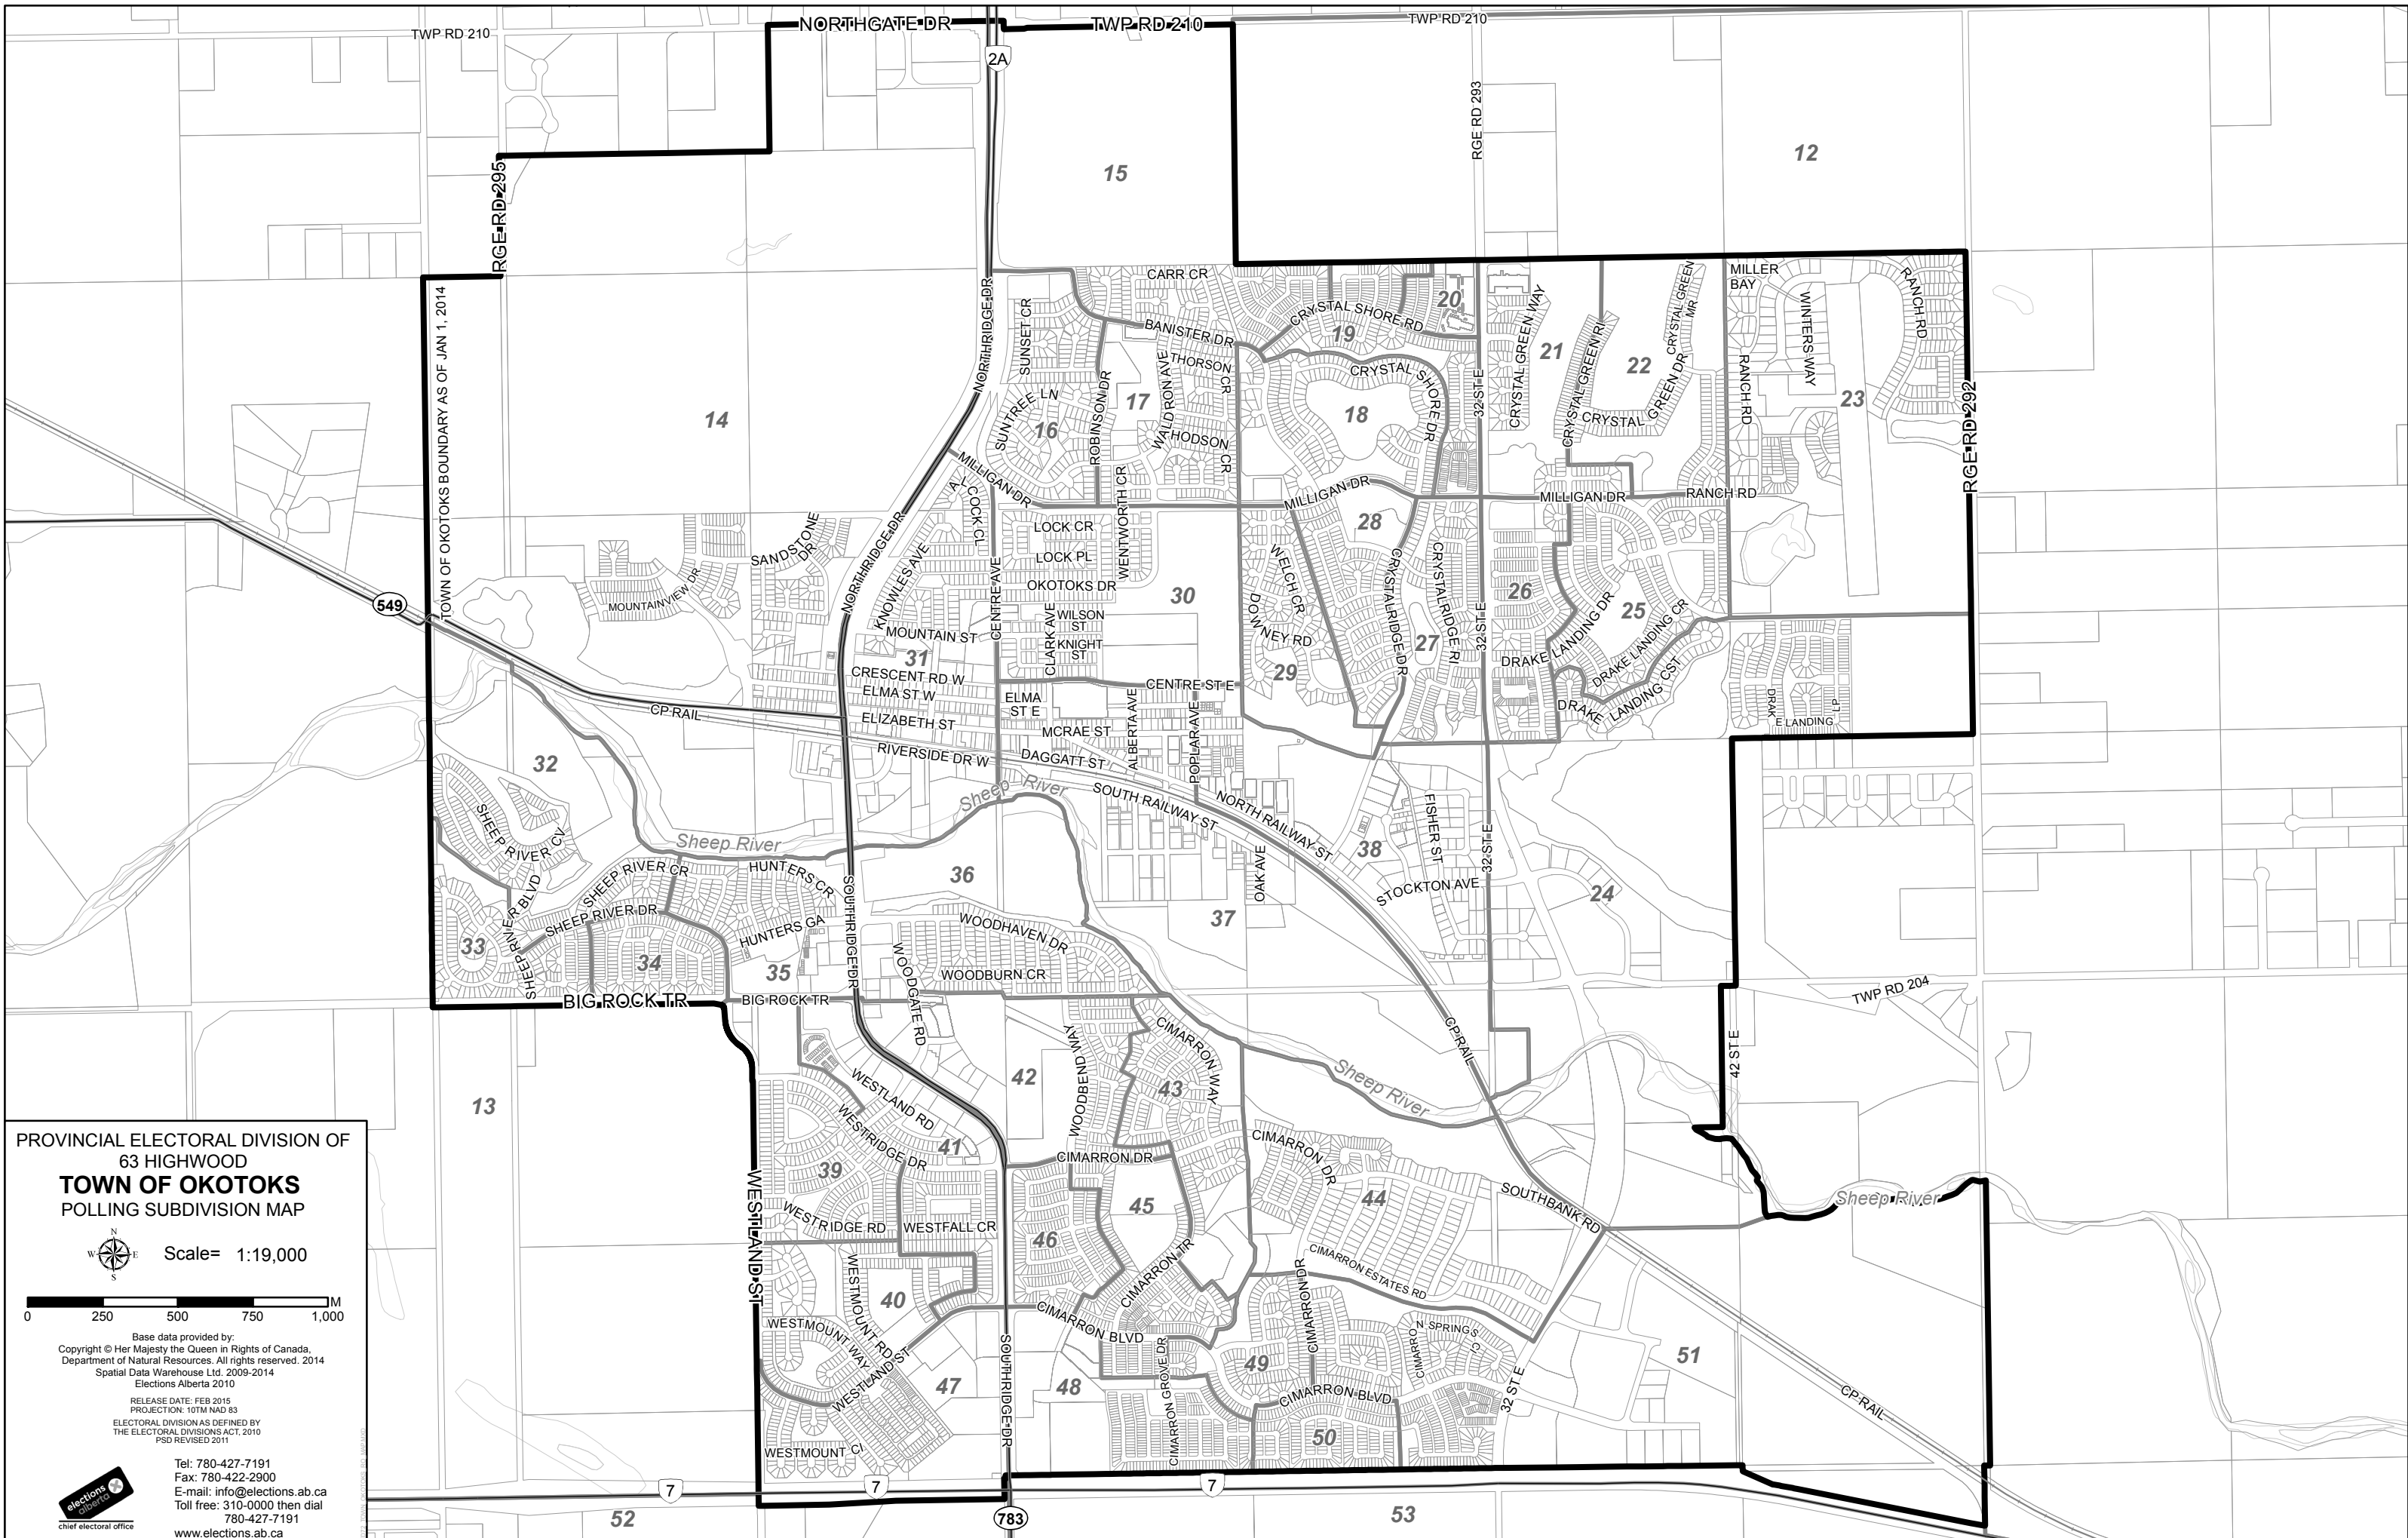 NORTHGATE DR
TWP RD 210
TWP RD 210
TWP RD 210
2A
RGE RD 293
12
15
RGE RD 295
TOWN OF OKOTOKS BOUNDARY AS OF JAN 1, 2014
NORTHRIDGE DR
CARR CR
SUNSET CR
BANISTER DR
THORSON CR
CRYSTAL SHORE RD
19
20
CRYSTAL GREEN WAY
21
CRYSTAL GREEN RI
22
CRYSTAL GREEN MR
MILLER BAY
WINTERS WAY
RANCH RD
RANCH RD
23
RGE RD 292
14
SUNTREE LN
16
ROBINSON DR
17
WALDRON AVE
HODSON CR
CRYSTAL SHORE DR
18
32 ST E
CRYSTAL GREEN DR
MILLIGAN DR
MILLIGAN DR
MILLIGAN DR
RANCH RD
ALCOCK CL
LOCK CR
LOCK PL
OKOTOKS DR
WENTWORTH CR
28
SANDSTONE DR
NORTHRIDGE DR
KNOWLES AVE
CENTRE AVE
MOUNTAINVIEW DR
549
30
WELCH CR
DOWNEY RD
CRYSTALRIDGE DR
CRYSTALRIDGE RI
32 ST E
26
25
DRAKE LANDING DR
DRAKE LANDING CR
MOUNTAIN ST
CLARK AVE
WILSON ST
KNIGHT ST
31
CRESCENT RD W
ELMA ST W
ELIZABETH ST
CP RAIL
RIVERSIDE DR W
ELMA ST E
CENTRE ST E
MCRAE ST
DAGGATT ST
ALBERTA AVE
POPLAR AVE
29
27
DRAKE LANDING CST
DRAKE LANDING LP
32
Sheep River
SOUTH RAILWAY ST
NORTH RAILWAY ST
38
FISHER ST
32 ST E
STOCKTON AVE
24
SHEEP RIVER CV
Sheep River
SHEEP RIVER CR
HUNTERS CR
36
SHEEP RIVER BLVD
SHEEP RIVER DR
33
34
HUNTERS GA
35
SOUTHRIDGE DR
WOODHAVEN DR
WOODGATE RD
WOODBURN CR
OAK AVE
37
BIG ROCK TR
BIG ROCK TR
TWP RD 204
42 ST E
CP RAIL
13
42
WOODBEND WAY
CIMARRON WAY
43
Sheep River
WESTLAND RD
WESTRIDGE DR
41
39
CIMARRON DR
CIMARRON DR
44
SOUTHBANK RD
Sheep River
WESTLAND ST
WESTRIDGE RD
WESTFALL CR
45
46
CIMARRON TR
CIMARRON DR
CIMARRON ESTATES RD
WESTMOUNT RD
40
WESTMOUNT WAY
WESTLAND ST
CIMARRON BLVD
CIMARRON GROVE DR
CIMARRON SPRINGS CI
51
CP RAIL
47
48
49
CIMARRON BLVD
32 ST E
WESTMOUNT CI
SOUTHRIDGE DR
50
7
7
7
52
783
53
PROVINCIAL ELECTORAL DIVISION OF
63 HIGHWOOD
TOWN OF OKOTOKS
POLLING SUBDIVISION MAP
N
W
E
S
Scale= 1:19,000
M
0 250 500 750 1,000
Base data provided by:
Copyright © Her Majesty the Queen in Rights of Canada,
Department of Natural Resources. All rights reserved. 2014
Spatial Data Warehouse Ltd. 2009-2014
Elections Alberta 2010
RELEASE DATE: FEB 2015
PROJECTION: 10TM NAD 83
ELECTORAL DIVISION AS DEFINED BY
THE ELECTORAL DIVISIONS ACT, 2010
PSD REVISED 2011
elections
alberta
chief electoral office
Tel: 780-427-7191
Fax: 780-422-2900
E-mail: info@elections.ab.ca
Toll free: 310-0000 then dial
780-427-7191
www.elections.ab.ca